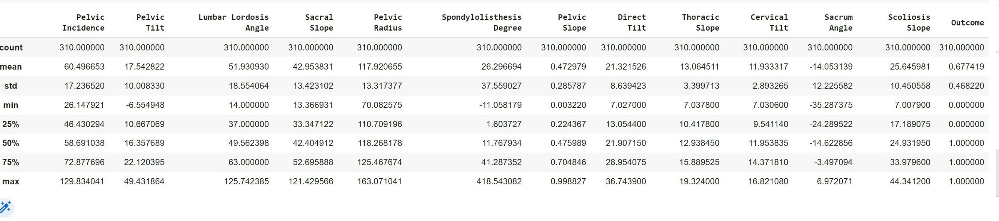 Pelvic Incidence Pelvic Tilt Lumbar Lordosis Angle Sacral Slope Pelvic Radius Spondylolisthesis Degree Pelvic Slope Direct Tilt Thoracic Slope Cervical Tilt Sacrum Angle Scoliosis Slope Outcome
count 310.000000 310.000000 310.000000 310.000000 310.000000 310.000000 310.000000 310.000000 310.000000 310.000000 310.000000 310.000000 310.000000
mean 60.496653 17.542822 51.930930 42.953831 117.920655 26.296694 0.472979 21.321526 13.064511 11.933317 -14.053139 25.645981 0.677419
std 17.236520 10.008330 18.554064 13.423102 13.317377 37.559027 0.285787 8.639423 3.399713 2.893265 12.225582 10.450558 0.468220
min 26.147921 -6.554948 14.000000 13.366931 70.082575 -11.058179 0.003220 7.027000 7.037800 7.030600 -35.287375 7.007900 0.000000
25% 46.430294 10.667069 37.000000 33.347122 110.709196 1.603727 0.224367 13.054400 10.417800 9.541140 -24.289522 17.189075 0.000000
50% 58.691038 16.357689 49.562398 42.404912 118.268178 11.767934 0.475989 21.907150 12.938450 11.953835 -14.622856 24.931950 1.000000
75% 72.877696 22.120395 63.000000 52.695888 125.467674 41.287352 0.704846 28.954075 15.889525 14.371810 -3.497094 33.979600 1.000000
max 129.834041 49.431864 125.742385 121.429566 163.071041 418.543082 0.998827 36.743900 19.324000 16.821080 6.972071 44.341200 1.000000